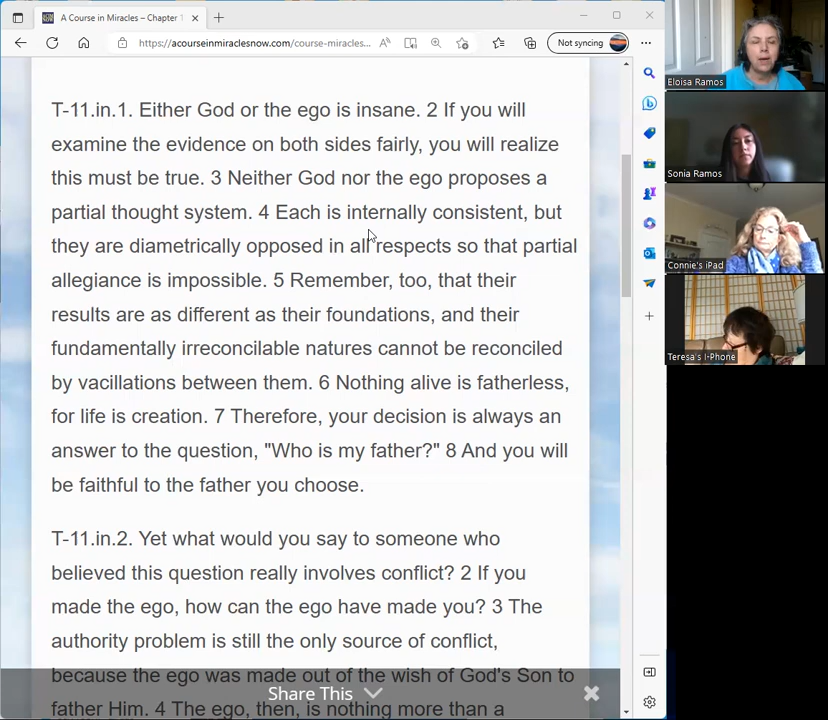 A Course in Miracles – Chapter 1
https://acourseinmiraclesnow.com/course-miracles...
Not syncing
T-11.in.1. Either God or the ego is insane. 2 If you will
examine the evidence on both sides fairly, you will realize
this must be true. 3 Neither God nor the ego proposes a
partial thought system. 4 Each is internally consistent, but
they are diametrically opposed in all respects so that partial
allegiance is impossible. 5 Remember, too, that their
results are as different as their foundations, and their
fundamentally irreconcilable natures cannot be reconciled
by vacillations between them. 6 Nothing alive is fatherless,
for life is creation. 7 Therefore, your decision is always an
answer to the question, "Who is my father?" 8 And you will
be faithful to the father you choose.
T-11.in.2. Yet what would you say to someone who
believed this question really involves conflict? 2 If you
made the ego, how can the ego have made you? 3 The
authority problem is still the only source of conflict,
because the ego was made out of the wish of God's Son to
father Him. 4 The ego, then, is nothing more than a
Share This
Eloisa Ramos
Sonia Ramos
Connie's iPad
Teresa's I-Phone